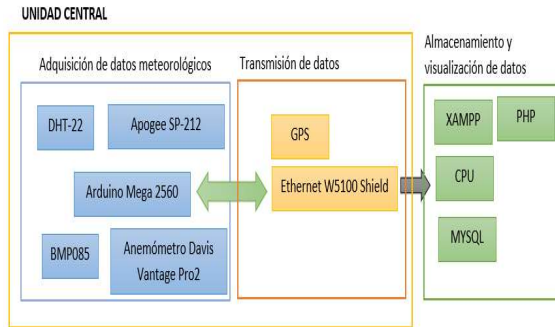 UNIDAD CENTRAL
Adquisición de datos meteorológicos
DHT-22
Apogee SP-212
Arduino Mega 2560
BMP085
Anemómetro Davis
Vantage Pro2
Transmisión de datos
GPS
Ethernet W5100 Shield
Almacenamiento y
visualización de datos
XAMPP
PHP
CPU
MYSQL